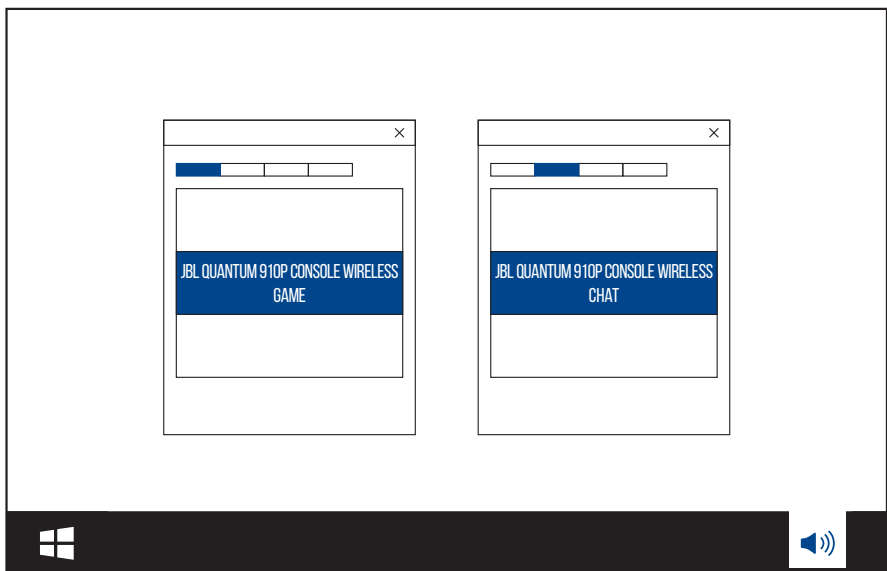 JBL QUANTUM 910P CONSOLE WIRELESS
GAME
JBL QUANTUM 910P CONSOLE WIRELESS
CHAT